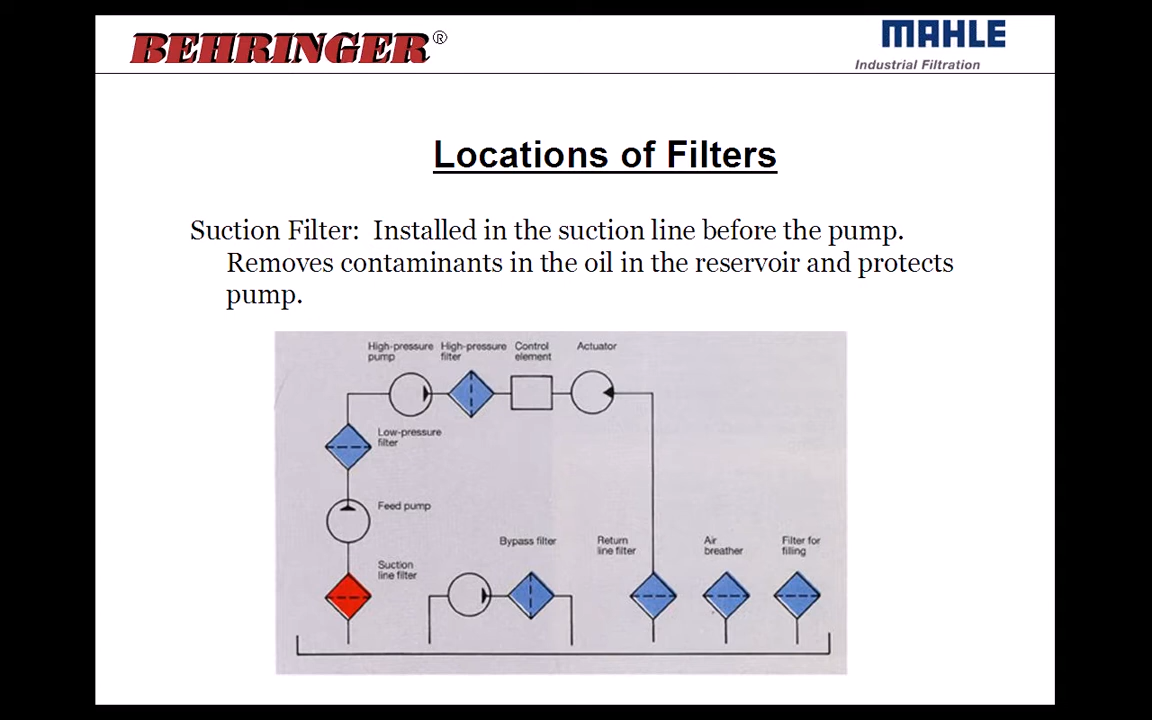 BEHRINGER®
MAHLE
Industrial Filtration
Locations of Filters
Suction Filter: Installed in the suction line before the pump.
Removes contaminants in the oil in the reservoir and protects
pump.
High-pressure
pump
High-pressure
filter
Control
element
Actuator
Low-pressure
filter
Feed pump
Suction
line filter
Bypass filter
Return
line filter
Air
breather
Filter for
filling